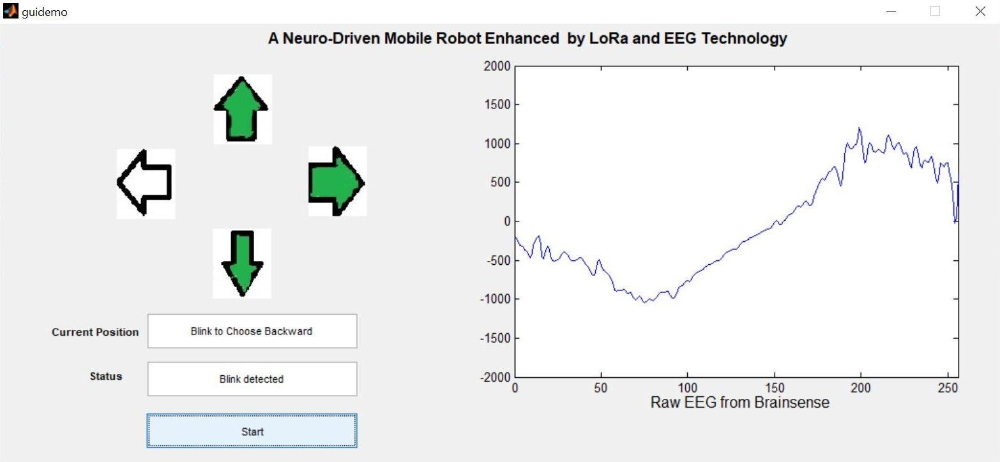 guidemo
A Neuro-Driven Mobile Robot Enhanced  by LoRa and EEG Technology
Current Position
Blink to Choose Backward
Status
Blink detected
Start
2000
1500
1000
500
0
-500
-1000
-1500
-2000
0 50 100 150 200 250
Raw EEG from Brainsense